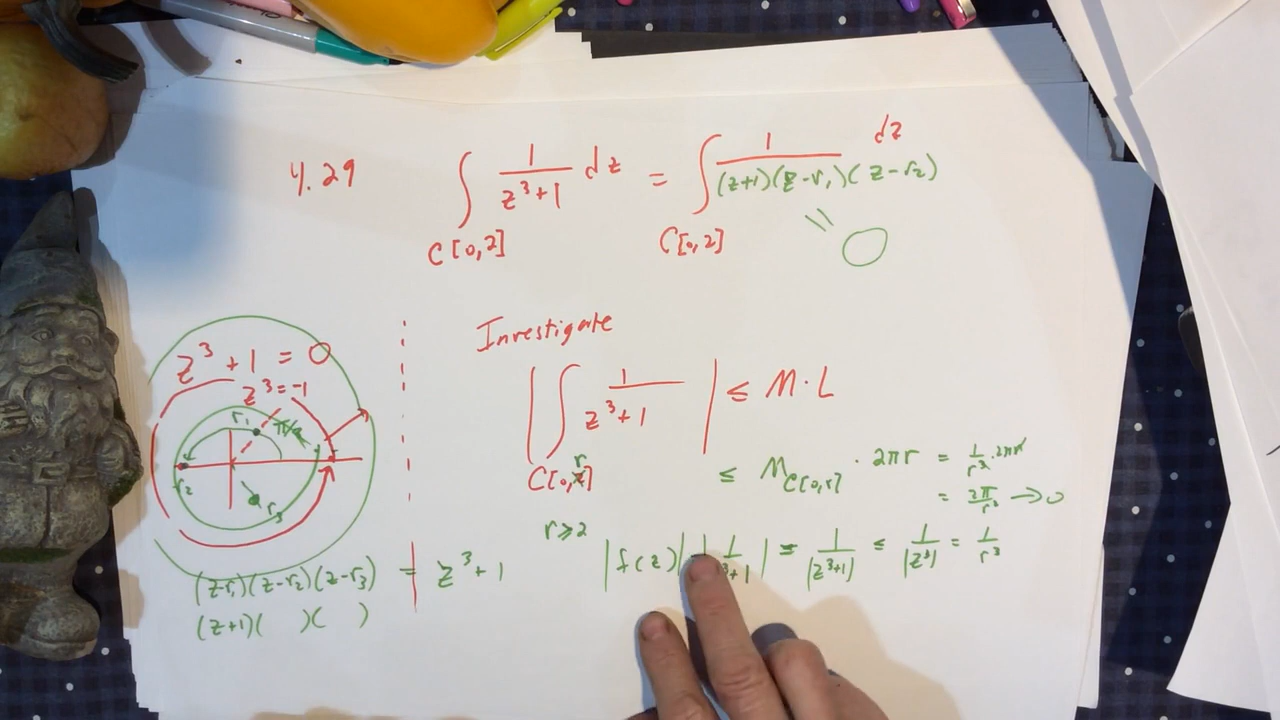 4.29 ∫_{C[0,2]} 1/(z³+1) dz = ∫_{C[0,2]} 1/((z+1)(z-r₁)(z-r₂)) dz
= 0
Investigate
z³ + 1 = 0
z³ = -1
|∫_{C[0,r]} 1/(z³+1)| ≤ M·L
r₁
π/3
r₂
r₃
≤ M_{C[0,r]} · 2πr = 1/r³ · 2πr
= 2π/r² → 0
r ≥ 2
|f(z)| 1/ +1| = 1/|z³+1| ≤ 1/|z³| = 1/r³
(z-r₁)(z-r₂)(z-r₃) = z³+1
(z+1)( )( )